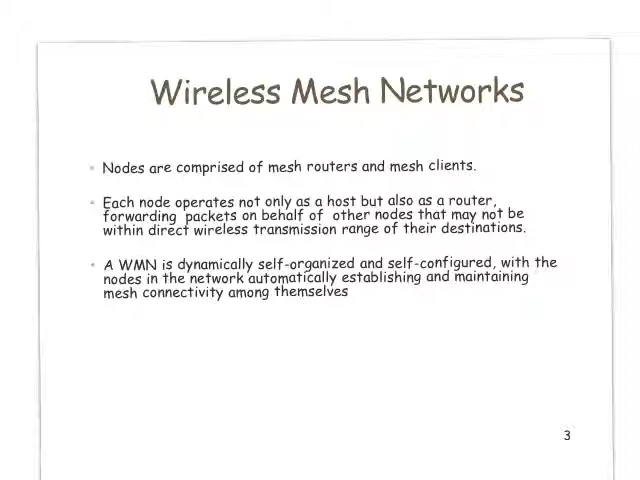 Wireless Mesh Networks
Nodes are comprised of mesh routers and mesh clients.
Each node operates not only as a host but also as a router,
forwarding packets on behalf of other nodes that may not be
within direct wireless transmission range of their destinations.
A WMN is dynamically self-organized and self-configured, with the
nodes in the network automatically establishing and maintaining
mesh connectivity among themselves
3